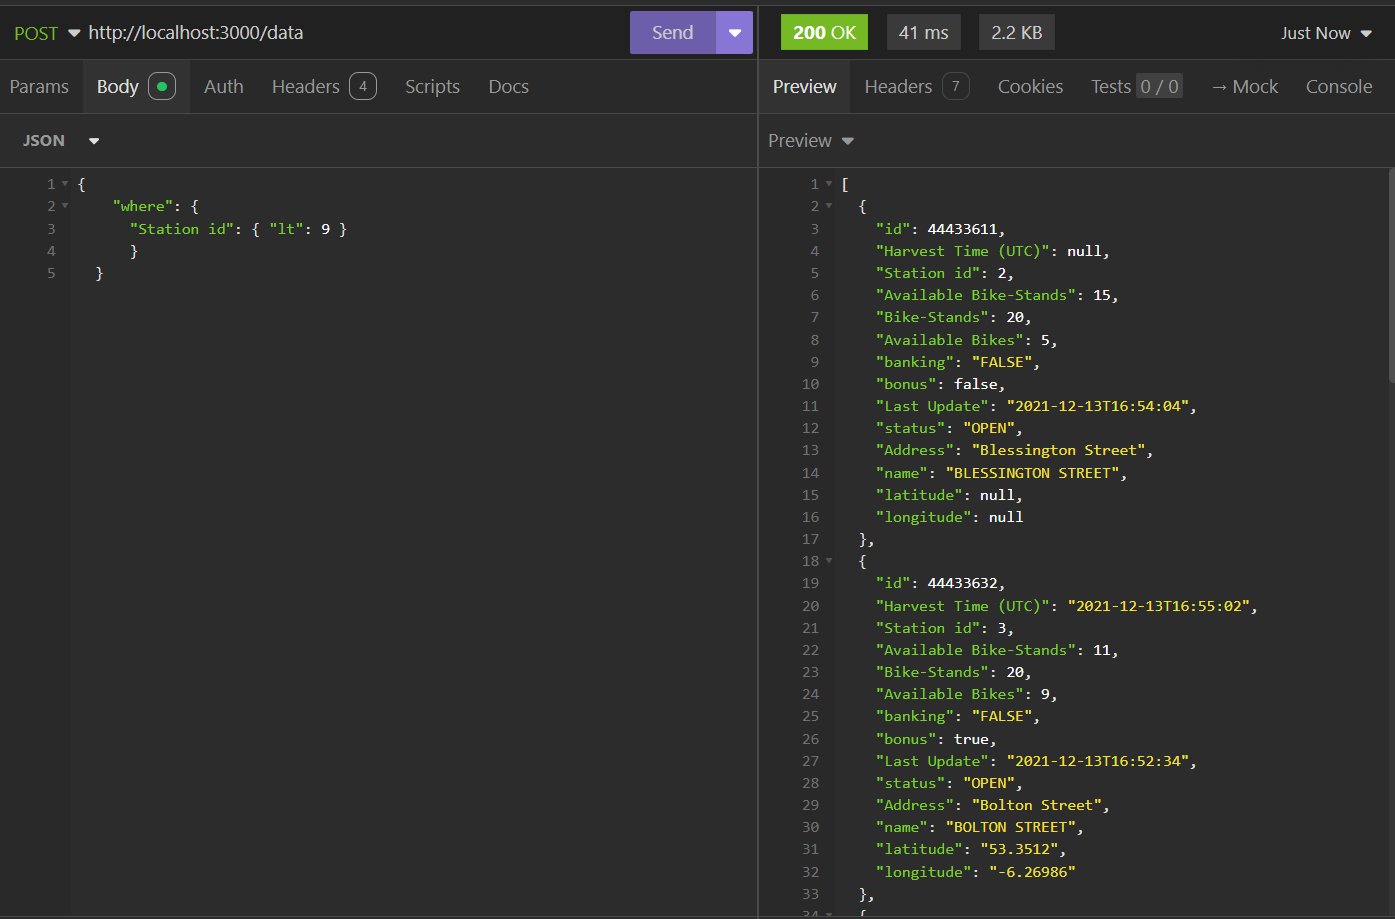 POST http://localhost:3000/data Send
200 OK 41 ms 2.2 KB Just Now
Params Body Auth Headers 4 Scripts Docs
Preview Headers 7 Cookies Tests 0 / 0 → Mock Console
JSON
Preview
1 {
2 "where": {
3 "Station id": { "lt": 9 }
4 }
5 }
1 [
2 {
3 "id": 44433611,
4 "Harvest Time (UTC)": null,
5 "Station id": 2,
6 "Available Bike-Stands": 15,
7 "Bike-Stands": 20,
8 "Available Bikes": 5,
9 "banking": "FALSE",
10 "bonus": false,
11 "Last Update": "2021-12-13T16:54:04",
12 "status": "OPEN",
13 "Address": "Blessington Street",
14 "name": "BLESSINGTON STREET",
15 "latitude": null,
16 "longitude": null
17 },
18 {
19 "id": 44433632,
20 "Harvest Time (UTC)": "2021-12-13T16:55:02",
21 "Station id": 3,
22 "Available Bike-Stands": 11,
23 "Bike-Stands": 20,
24 "Available Bikes": 9,
25 "banking": "FALSE",
26 "bonus": true,
27 "Last Update": "2021-12-13T16:52:34",
28 "status": "OPEN",
29 "Address": "Bolton Street",
30 "name": "BOLTON STREET",
31 "latitude": "53.3512",
32 "longitude": "-6.26986"
33 },
34 {